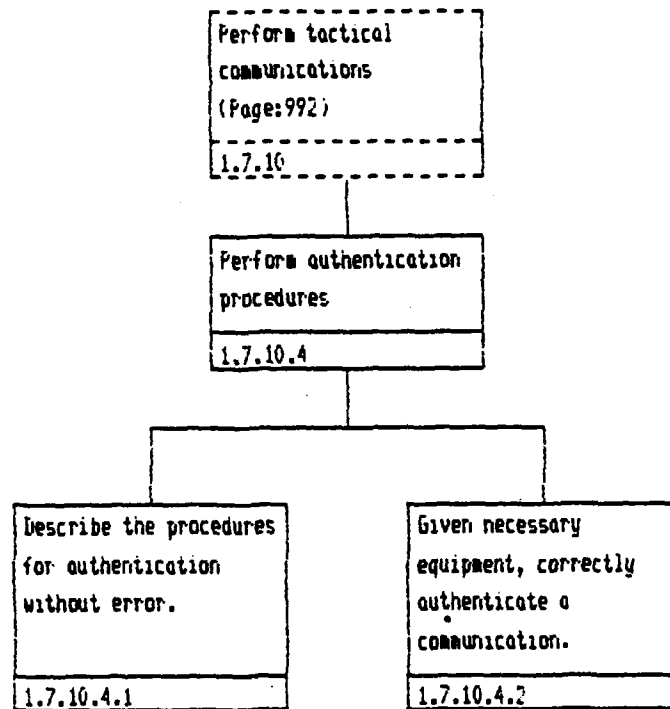 Perform tactical
communications
(Page:992)
1.7.10
Perform authentication
procedures
1.7.10.4
Describe the procedures
for authentication
without error.
1.7.10.4.1
Given necessary
equipment, correctly
authenticate a
communication.
1.7.10.4.2